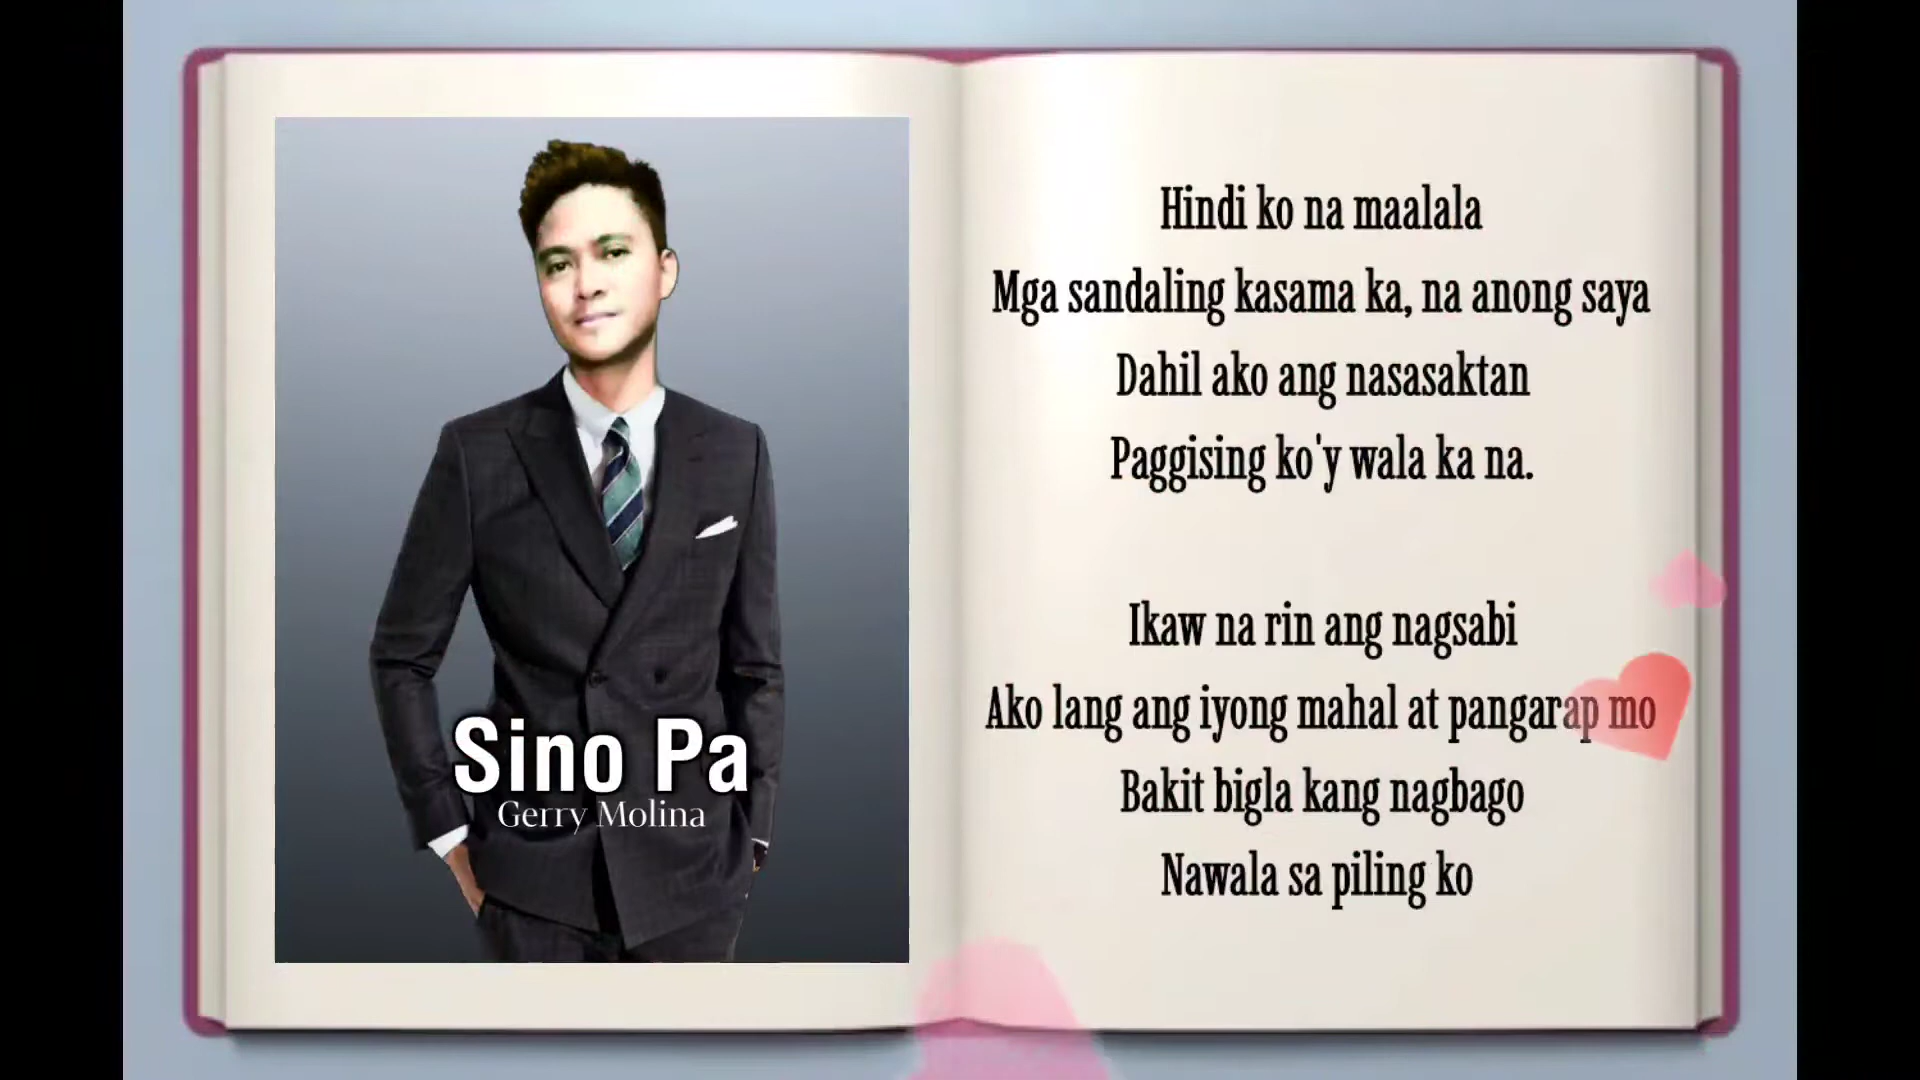 Sino Pa
Gerry Molina
Hindi ko na maalala
Mga sandaling kasama ka, na anong saya
Dahil ako ang nasasaktan
Paggising ko'y wala ka na.
Ikaw na rin ang nagsabi
Ako lang ang iyong mahal at pangarap mo
Bakit bigla kang nagbago
Nawala sa piling ko